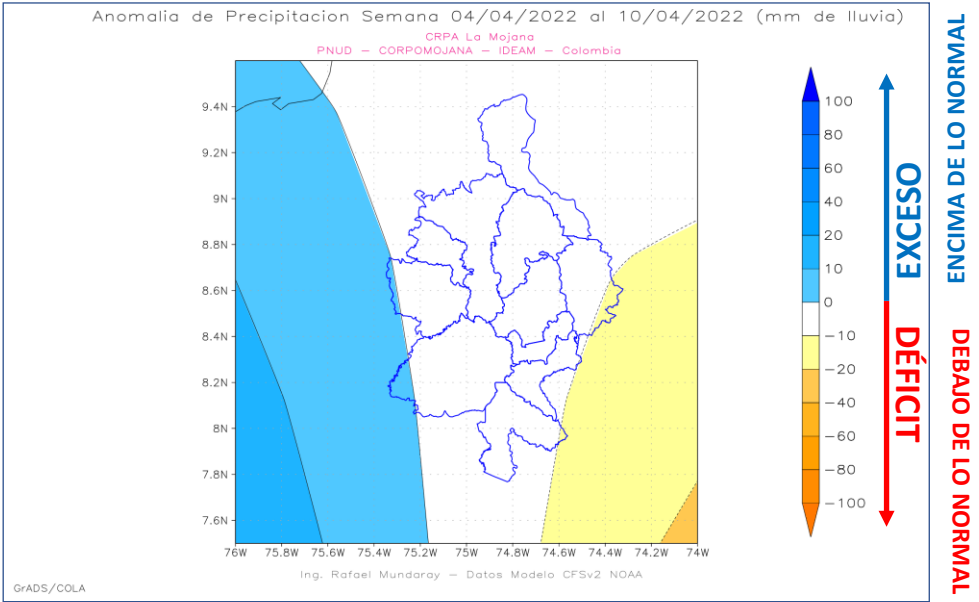 Anomalia de Precipitacion Semana 04/04/2022 al 10/04/2022 (mm de lluvia)
CRPA La Mojana
PNUD — CORPOMOJANA — IDEAM — Colombia
9.4N
9.2N
9N
8.8N
8.6N
8.4N
8.2N
8N
7.8N
7.6N
76W 75.8W 75.6W 75.4W 75.2W 75W 74.8W 74.6W 74.4W 74.2W 74W
100
80
60
40
20
10
0
−10
−20
−40
−60
−80
−100
EXCESO
DÉFICIT
ENCIMA DE LO NORMAL
DEBAJO DE LO NORMAL
Ing. Rafael Mundaray — Datos Modelo CFSv2 NOAA
GrADS/COLA